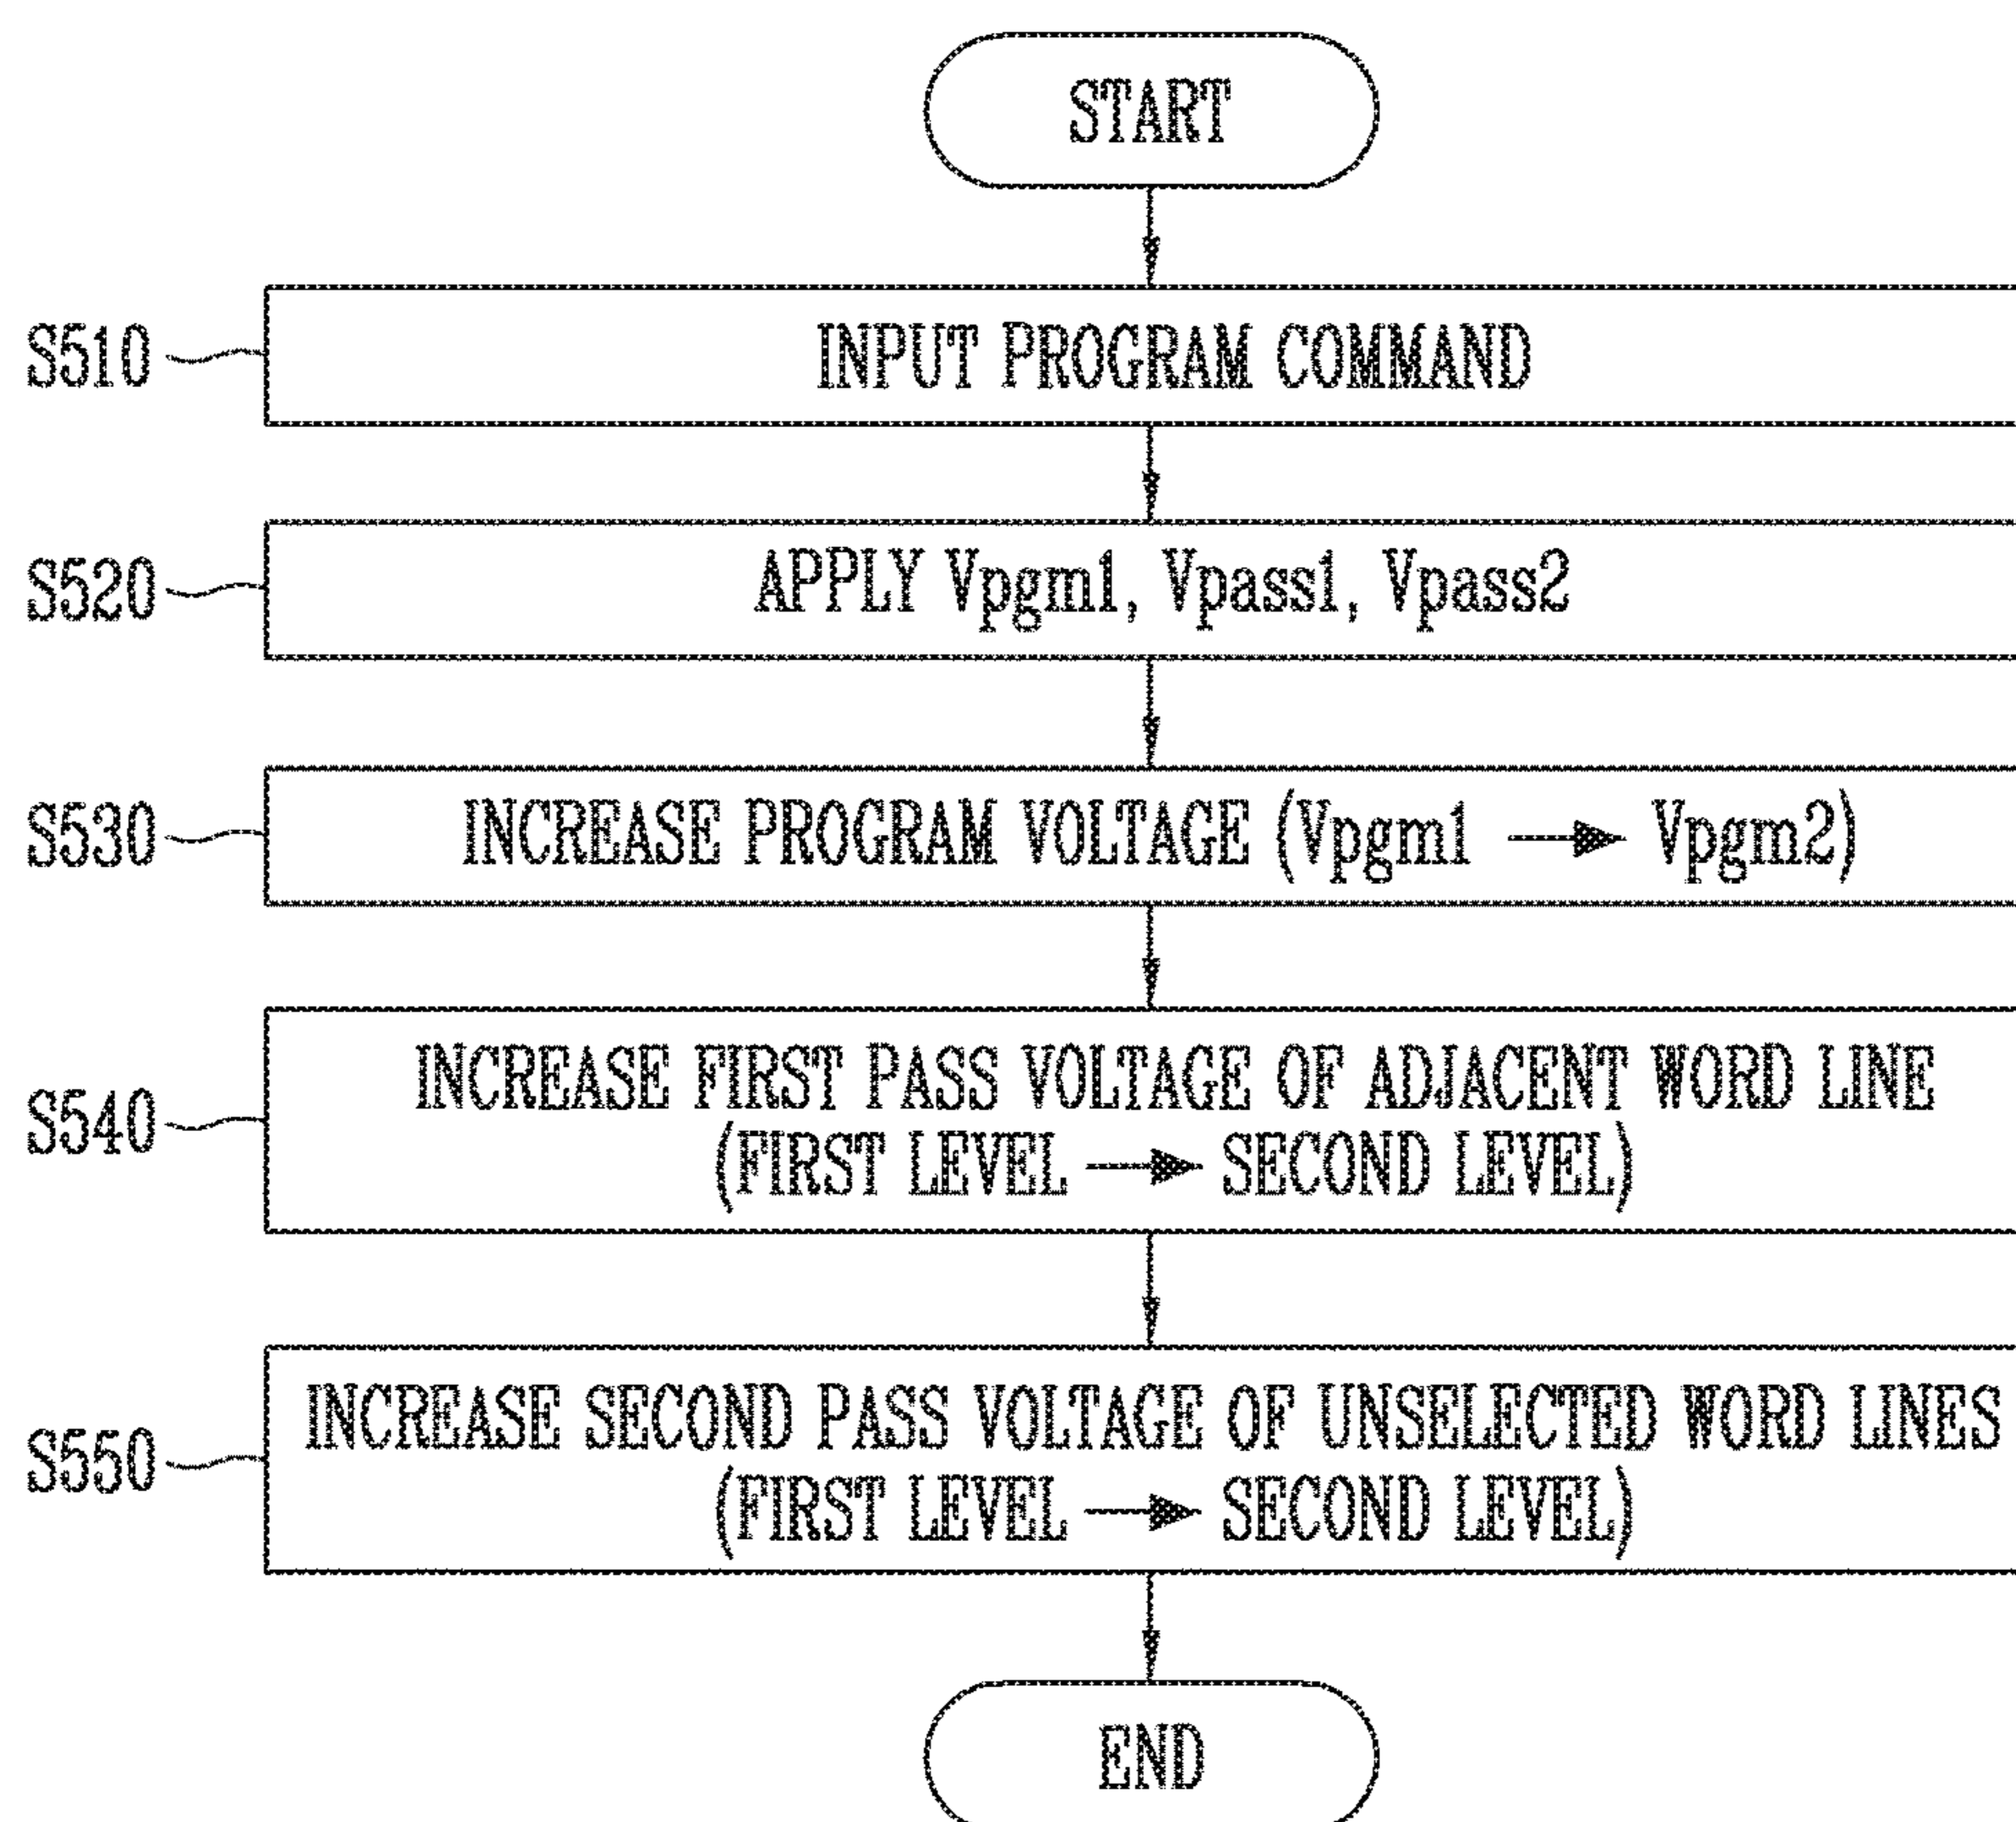 START
S510
INPUT PROGRAM COMMAND
S520
APPLY Vpgm1, Vpass1, Vpass2
S530
INCREASE PROGRAM VOLTAGE (Vpgm1 → Vpgm2)
S540
INCREASE FIRST PASS VOLTAGE OF ADJACENT WORD LINE
(FIRST LEVEL → SECOND LEVEL)
S550
INCREASE SECOND PASS VOLTAGE OF UNSELECTED WORD LINES
(FIRST LEVEL → SECOND LEVEL)
END